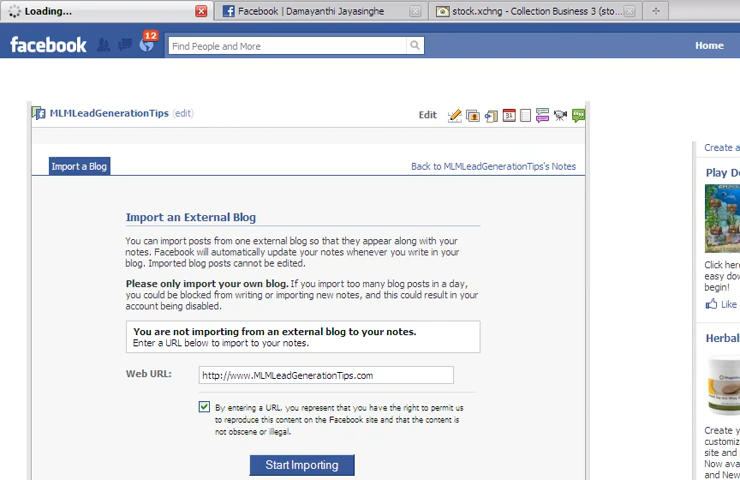 Loading...
Facebook | Damayanthi Jayasinghe
stock.xchng - Collection Business 3 (sto...
facebook
12
Find People and More
Home
MLMLeadGenerationTips (edit)
Edit
31
Create a
Import a Blog
Back to MLMLeadGenerationTips's Notes
Play Do
Import an External Blog
You can import posts from one external blog so that they appear along with your
notes. Facebook will automatically update your notes whenever you write in your
blog. Imported blog posts cannot be edited.
Please only import your own blog. If you import too many blog posts in a day,
you could be blocked from writing or importing new notes, and this could result in your
account being disabled.
Click here
easy dow
begin!
Like
You are not importing from an external blog to your notes.
Enter a URL below to import to your notes.
Herbal
Web URL:
http://www.MLMLeadGenerationTips.com
By entering a URL, you represent that you have the right to permit us
to reproduce this content on the Facebook site and that the content is
not obscene or illegal.
Start Importing
Create y
customiz
site and
Now ava
and New